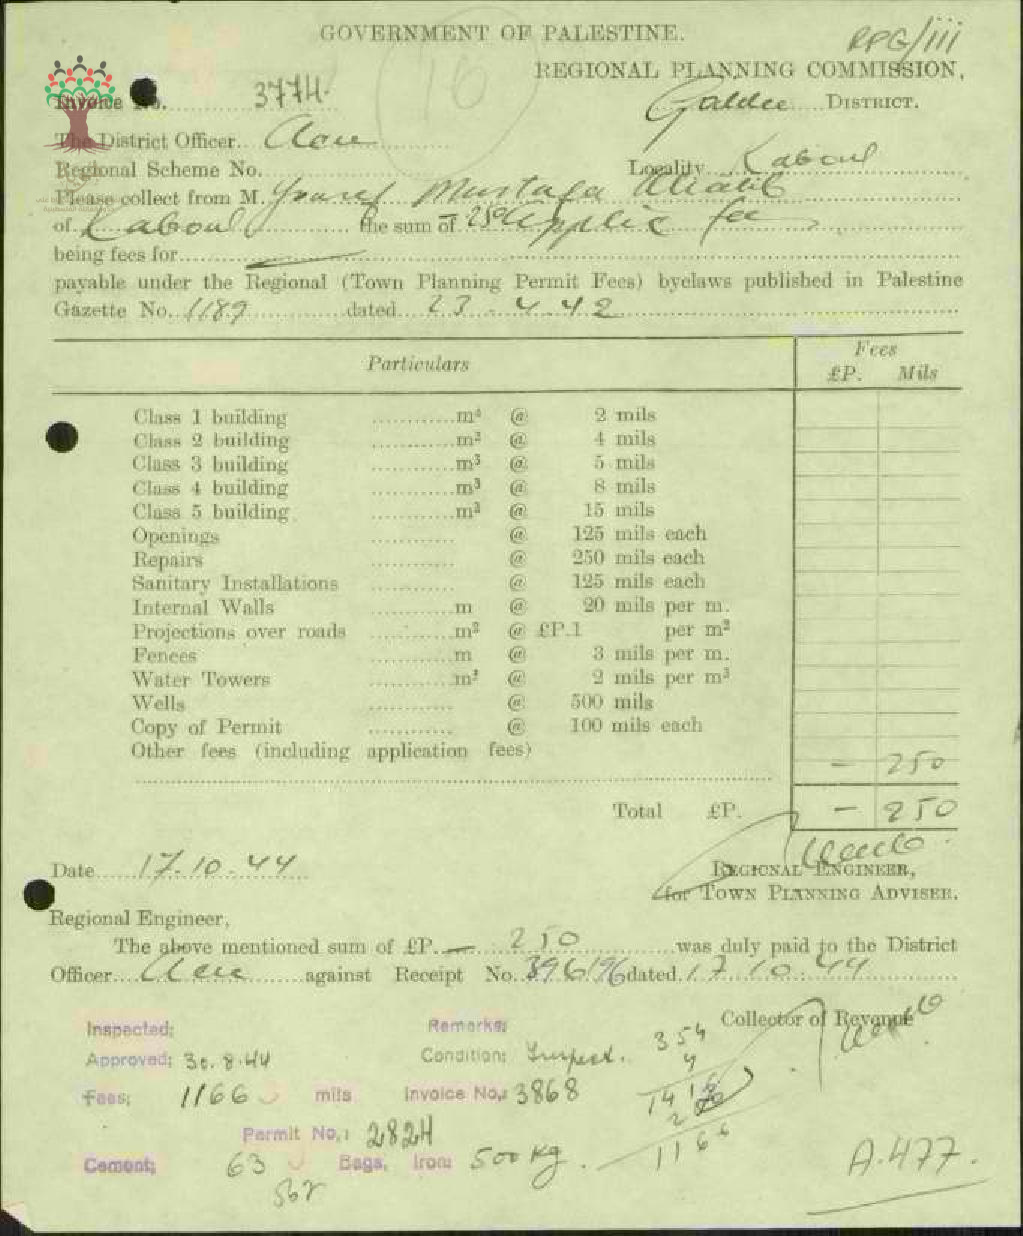 GOVERNMENT OF PALESTINE.
RPG/iii
REGIONAL PLANNING COMMISSION,
Invoice No. 3774. Galilee DISTRICT.
The District Officer. Acre
Regional Scheme No. Locality Kaboul
Please collect from M. Yousef Mustafa
of Kaboul the sum of – 250 applic fee
being fees for
payable under the Regional (Town Planning Permit Fees) byelaws published in Palestine
Gazette No. 1189 dated 23.4.42
Particulars Fees
£P. Mils
Class 1 building m³ @ 2 mils
Class 2 building m³ @ 4 mils
Class 3 building m³ @ 5 mils
Class 4 building m³ @ 8 mils
Class 5 building m³ @ 15 mils
Openings @ 125 mils each
Repairs @ 250 mils each
Sanitary Installations @ 125 mils each
Internal Walls m @ 20 mils per m.
Projections over roads m² @ £P.1 per m²
Fences m @ 3 mils per m.
Water Towers m³ @ 2 mils per m³
Wells @ 500 mils
Copy of Permit @ 100 mils each
Other fees (including application fees)
– 250
Total £P. – 250
Date 17.10.44 REGIONAL ENGINEER,
for TOWN PLANNING ADVISER.
Regional Engineer,
The above mentioned sum of £P. — 250 was duly paid to the District
Officer Acre against Receipt No. 396196 dated 17.10.44
Collector of Revenue
Inspected; Remarks;
Approved; 30.8.44 Condition; Inspect.
Fees; 1166 mils Invoice No.; 3868
Permit No.; 2824
Cement; 63 Bags, Iron; 500 Kg.
354
4
1416
1166
A.477.